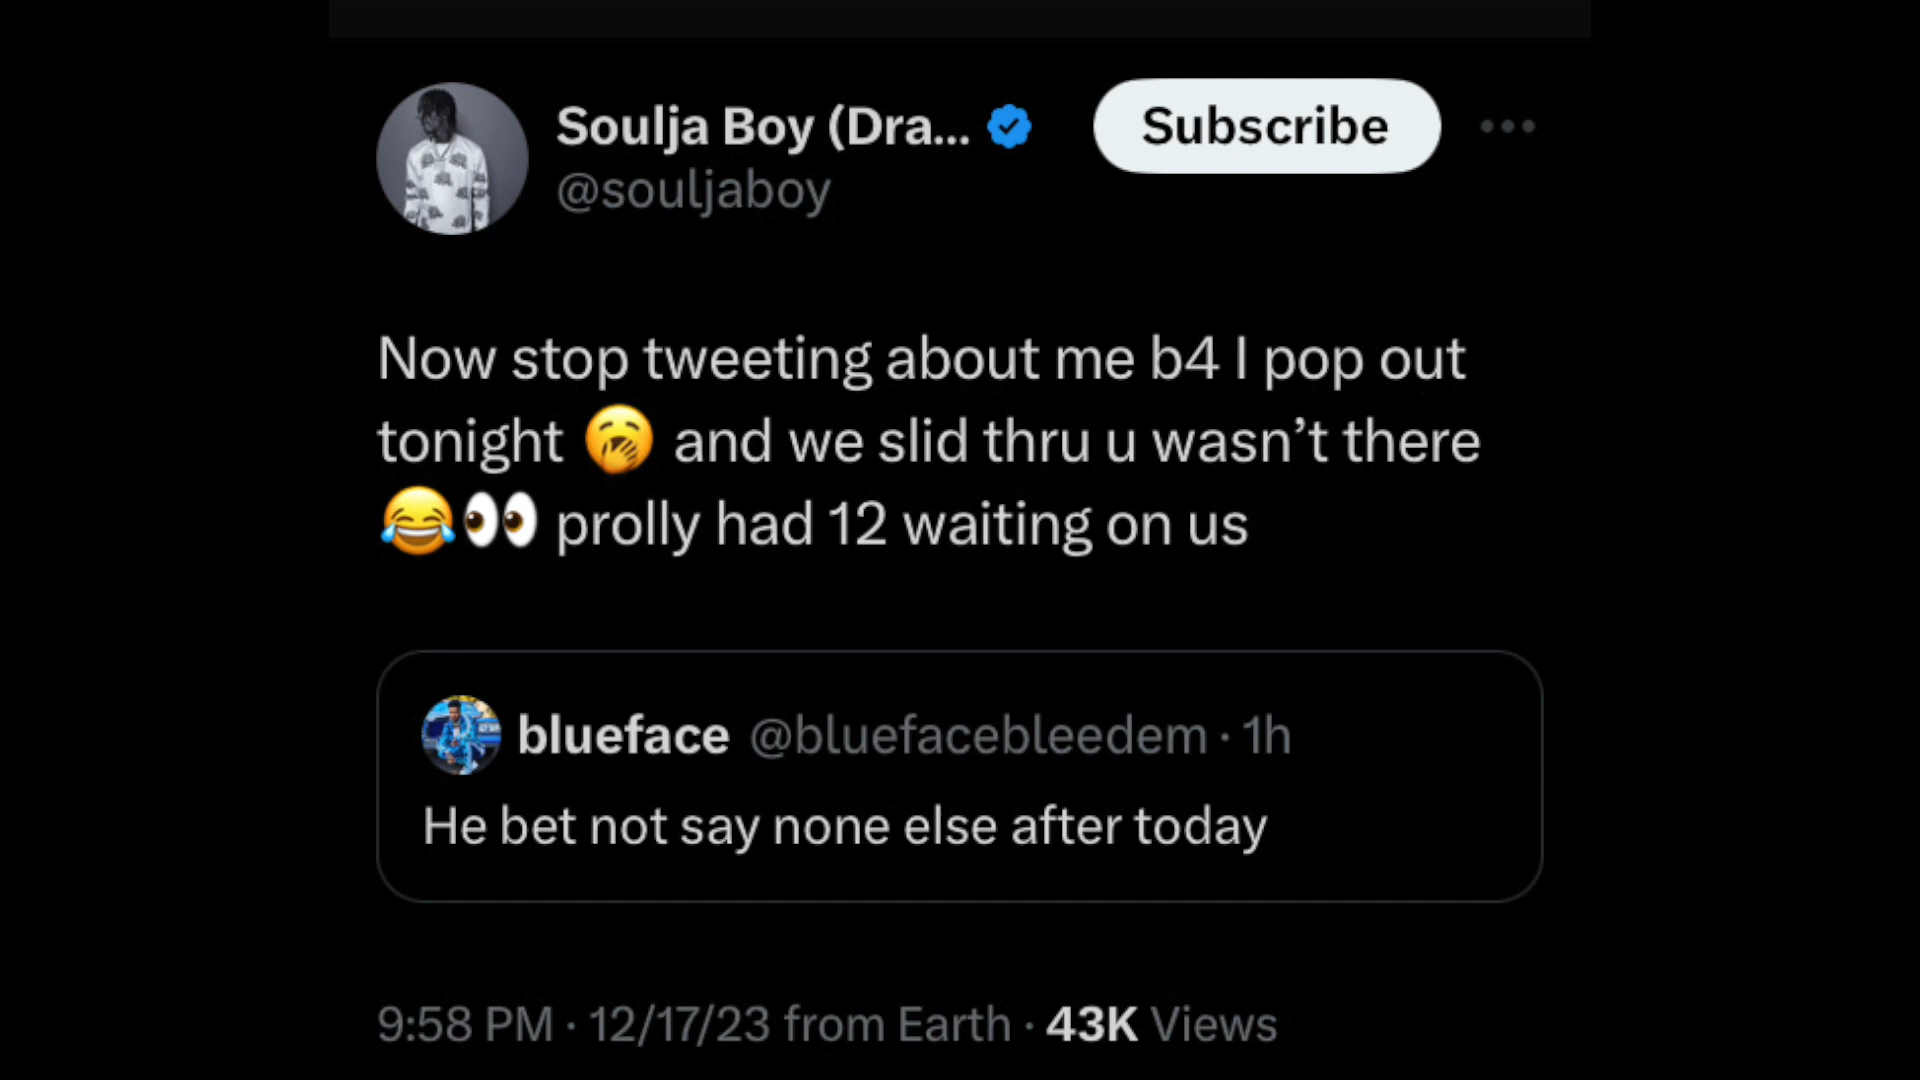 Soulja Boy (Dra...
Subscribe
@souljaboy
Now stop tweeting about me b4 I pop out
tonight 🥱 and we slid thru u wasn’t there
😂👀 prolly had 12 waiting on us
blueface @bluefacebleedem · 1h
He bet not say none else after today
9:58 PM · 12/17/23 from Earth · 43K Views